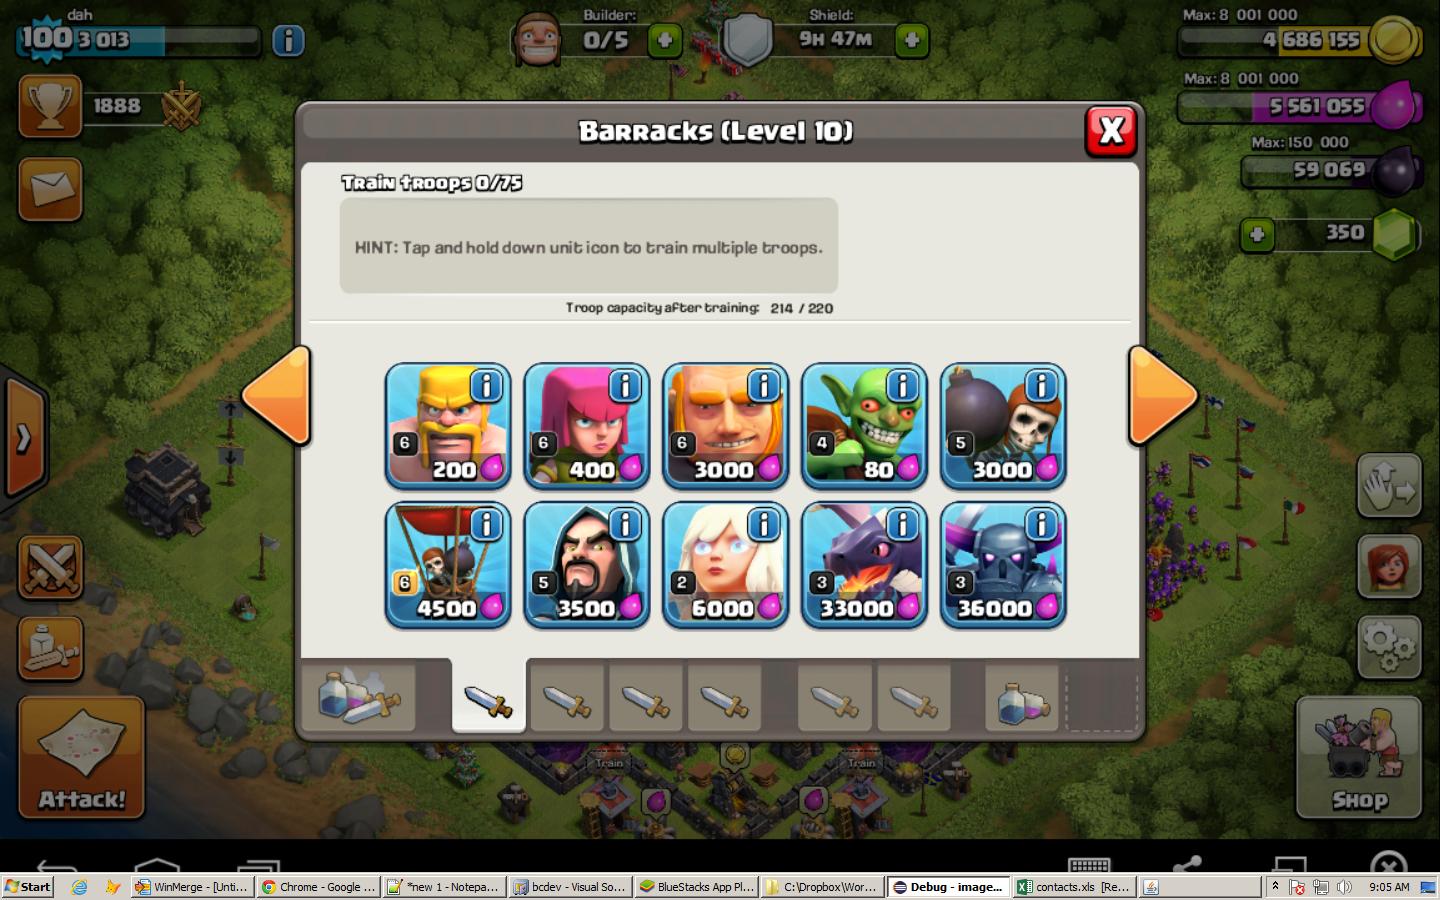 dah
100 3 013
Builder:
0/5
Shield:
9H 47M
Max: 8 001 000
4 686 155
Max: 8 001 000
5 561 055
Max: 150 000
59 069
350
1888
Barracks (Level 10)
X
Train troops 0/75
HINT: Tap and hold down unit icon to train multiple troops.
Troop capacity after training: 214 / 220
6 200
6 400
6 3000
4 80
5 3000
6 4500
5 3500
2 6000
3 33000
3 36000
Train
Train
Attack!
Shop
Start
WinMerge - [Unti...
Chrome - Google ...
*new 1 - Notepa...
bcdev - Visual So...
BlueStacks App Pl...
C:\Dropbox\Wor...
Debug - image...
contacts.xls [Re...
9:05 AM